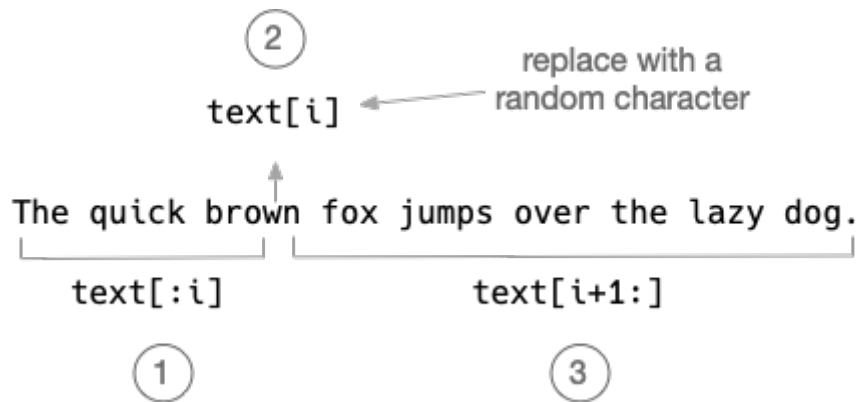 2
replace with a
random character
text[i]
The quick brown fox jumps over the lazy dog.
text[:i]
text[i+1:]
1
3